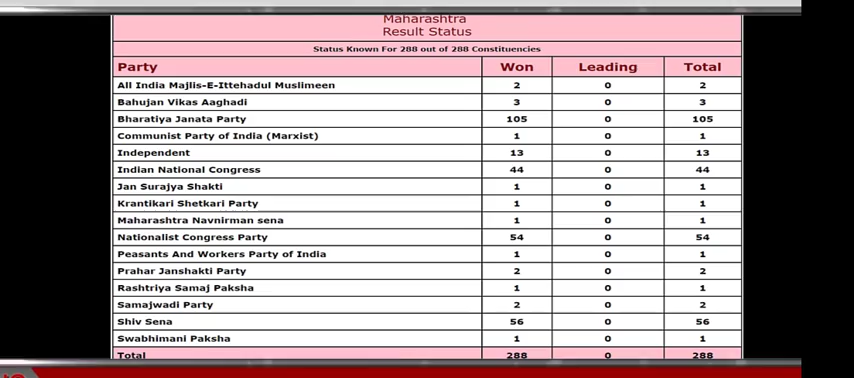 Maharashtra
Result Status
Status Known For 288 out of 288 Constituencies
Party Won Leading Total
All India Majlis-E-Ittehadul Muslimeen 2 0 2
Bahujan Vikas Aaghadi 3 0 3
Bharatiya Janata Party 105 0 105
Communist Party of India (Marxist) 1 0 1
Independent 13 0 13
Indian National Congress 44 0 44
Jan Surajya Shakti 1 0 1
Krantikari Shetkari Party 1 0 1
Maharashtra Navnirman sena 1 0 1
Nationalist Congress Party 54 0 54
Peasants And Workers Party of India 1 0 1
Prahar Janshakti Party 2 0 2
Rashtriya Samaj Paksha 1 0 1
Samajwadi Party 2 0 2
Shiv Sena 56 0 56
Swabhimani Paksha 1 0 1
Total 288 0 288